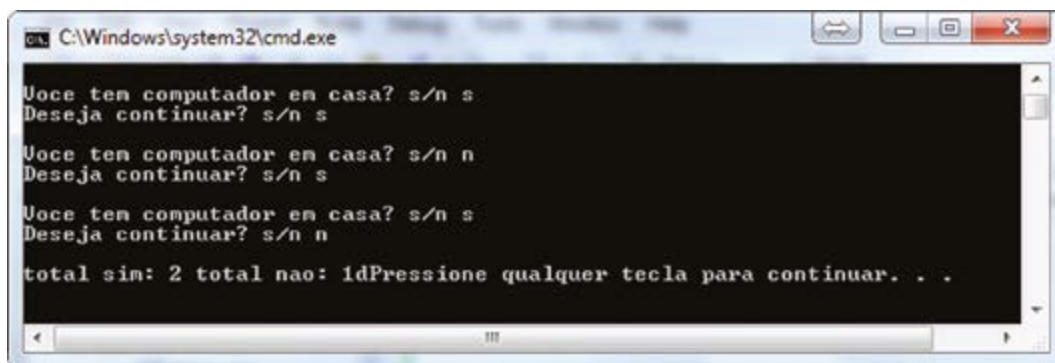 C:\Windows\system32\cmd.exe
Voce tem computador em casa? s/n s
Deseja continuar? s/n s
Voce tem computador em casa? s/n n
Deseja continuar? s/n s
Voce tem computador em casa? s/n s
Deseja continuar? s/n n
total sim: 2 total nao: 1dPressione qualquer tecla para continuar. . .